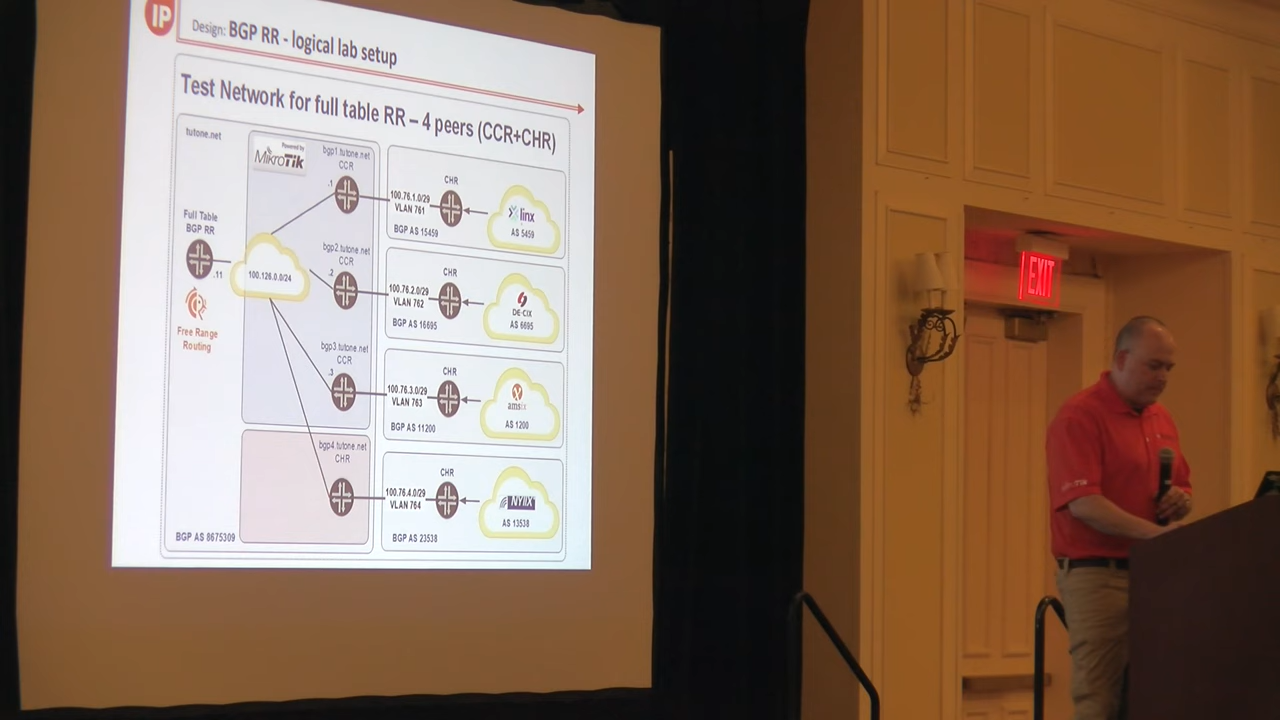 IP
Design: BGP RR - logical lab setup
Test Network for full table RR – 4 peers (CCR+CHR)
tutone.net
Powered by
MikroTik
bgp1.tutone.net
CCR
.1
100.76.1.0/29
VLAN 761
BGP AS 15459
CHR
linx
AS 5459
Full Table
BGP RR
.11
Free Range
Routing
100.126.0.0/24
bgp2.tutone.net
CCR
.2
100.76.2.0/29
VLAN 762
BGP AS 16695
CHR
DE-CIX
AS 6695
bgp3.tutone.net
CCR
.3
100.76.3.0/29
VLAN 763
BGP AS 11200
CHR
amsix
AS 1200
bgp4.tutone.net
CHR
100.76.4.0/29
VLAN 764
BGP AS 23538
CHR
NYIIX
AS 13538
BGP AS 8675309
EXIT